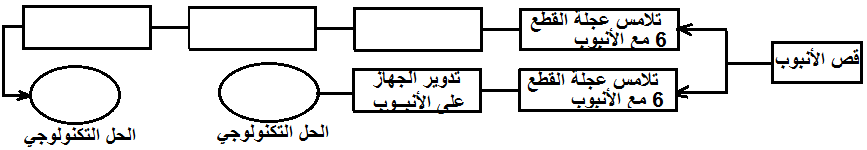 قص الأنبوب
تلامس عجلة القطع
6 مع الأنبوب
تلامس عجلة القطع
6 مع الأنبوب
تدوير الجهاز
على الأنبــوب
الحل التكنولوجي
الحل التكنولوجي